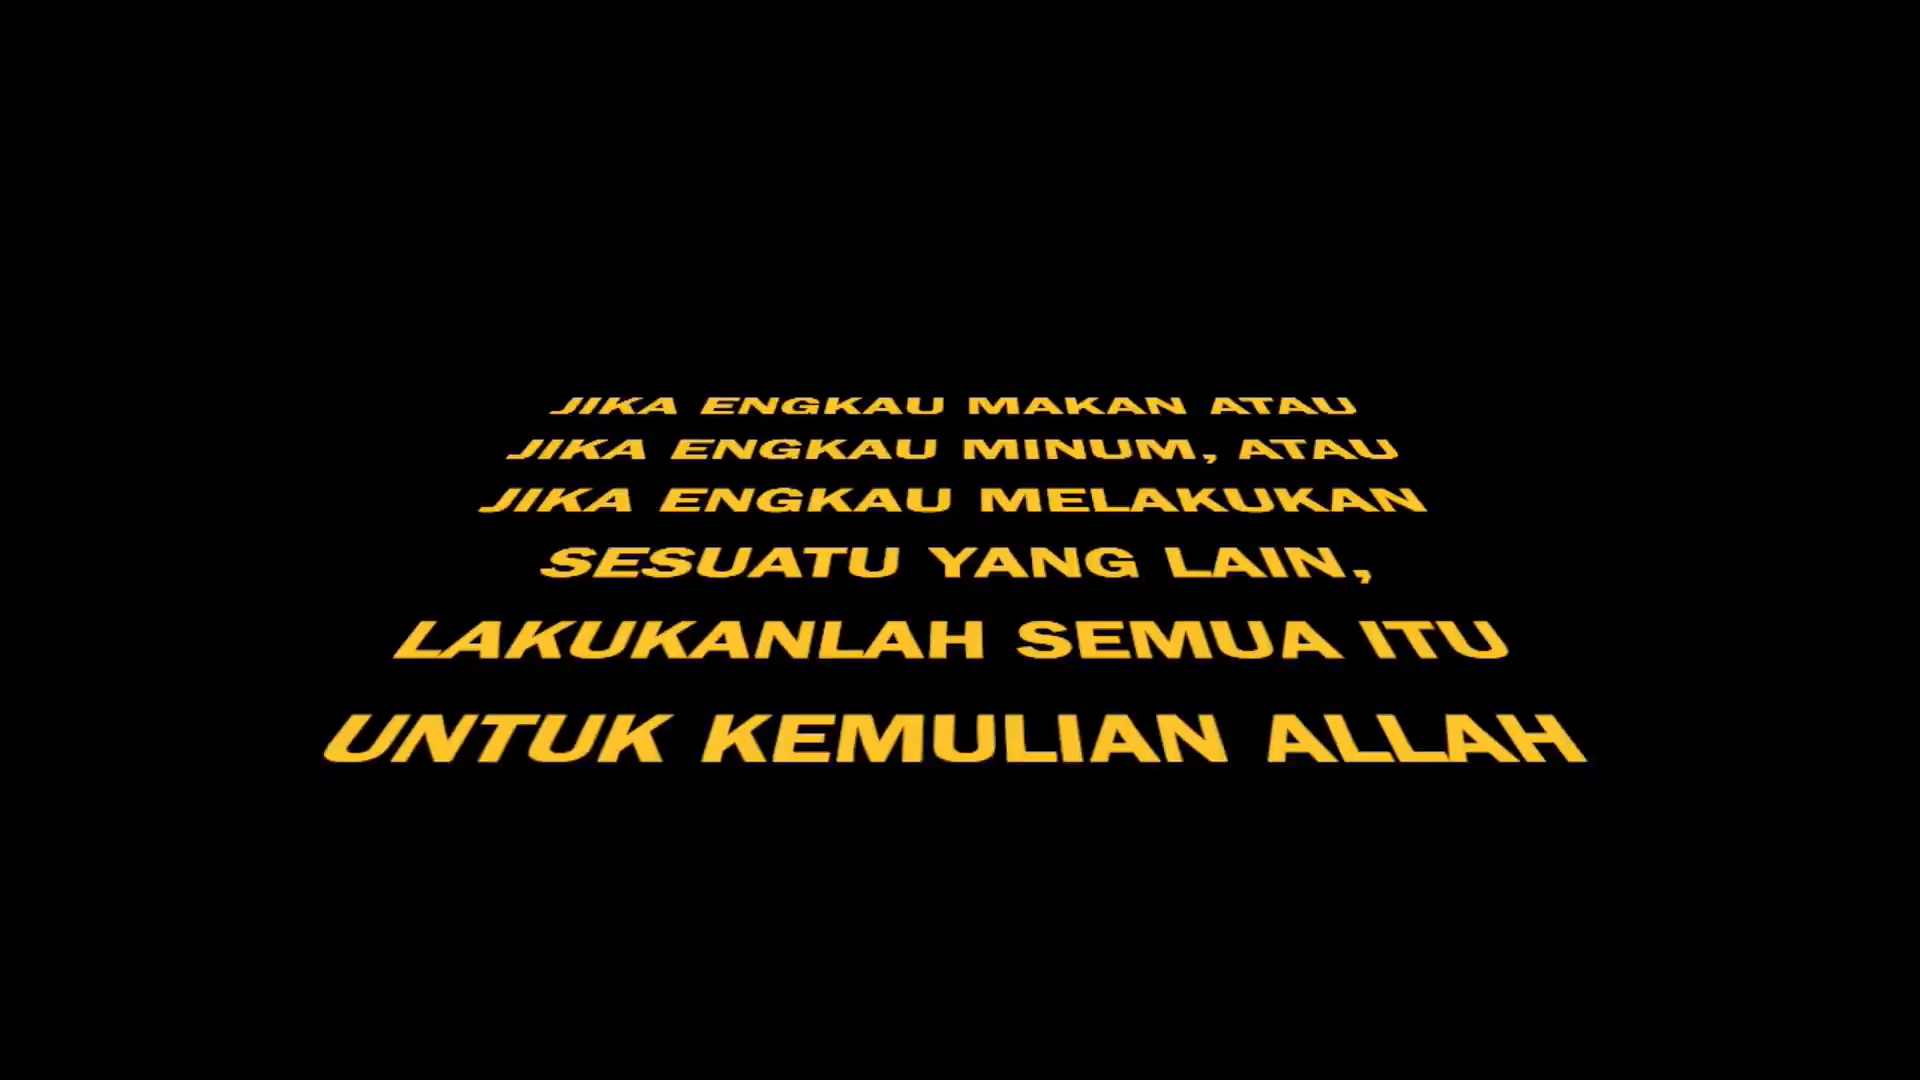 JIKA ENGKAU MAKAN ATAU
JIKA ENGKAU MINUM, ATAU
JIKA ENGKAU MELAKUKAN
SESUATU YANG LAIN,
LAKUKANLAH SEMUA ITU
UNTUK KEMULIAN ALLAH